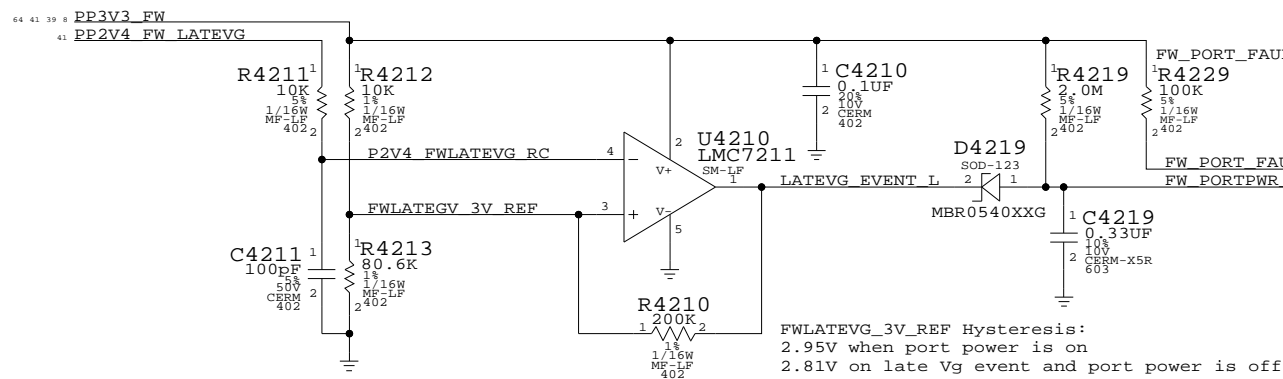 64 41 39 8 PP3V3_FW
41 PP2V4_FW_LATEVG
R4211
10K
5%
1/16W
MF-LF
402
1
2
R4212
10K
1%
1/16W
MF-LF
402
1
2
C4210
0.1UF
20%
10V
CERM
402
1
2
R4219
2.0M
5%
1/16W
MF-LF
402
1
2
FW_PORT_FAU
R4229
100K
5%
1/16W
MF-LF
402
1
2
U4210
LMC7211
SM-LF
V+
V-
2
4
3
1
5
P2V4_FWLATEVG_RC
FWLATEGV_3V_REF
LATEVG_EVENT_L
D4219
SOD-123
2
1
MBR0540XXG
FW_PORT_FAU
FW_PORTPWR_
C4211
100pF
5%
50V
CERM
402
1
2
R4213
80.6K
1%
1/16W
MF-LF
402
1
2
C4219
0.33UF
10%
10V
CERM-X5R
603
1
2
R4210
200K
1 2
1%
1/16W
MF-LF
402
FWLATEVG_3V_REF Hysteresis:
2.95V when port power is on
2.81V on late Vg event and port power is off